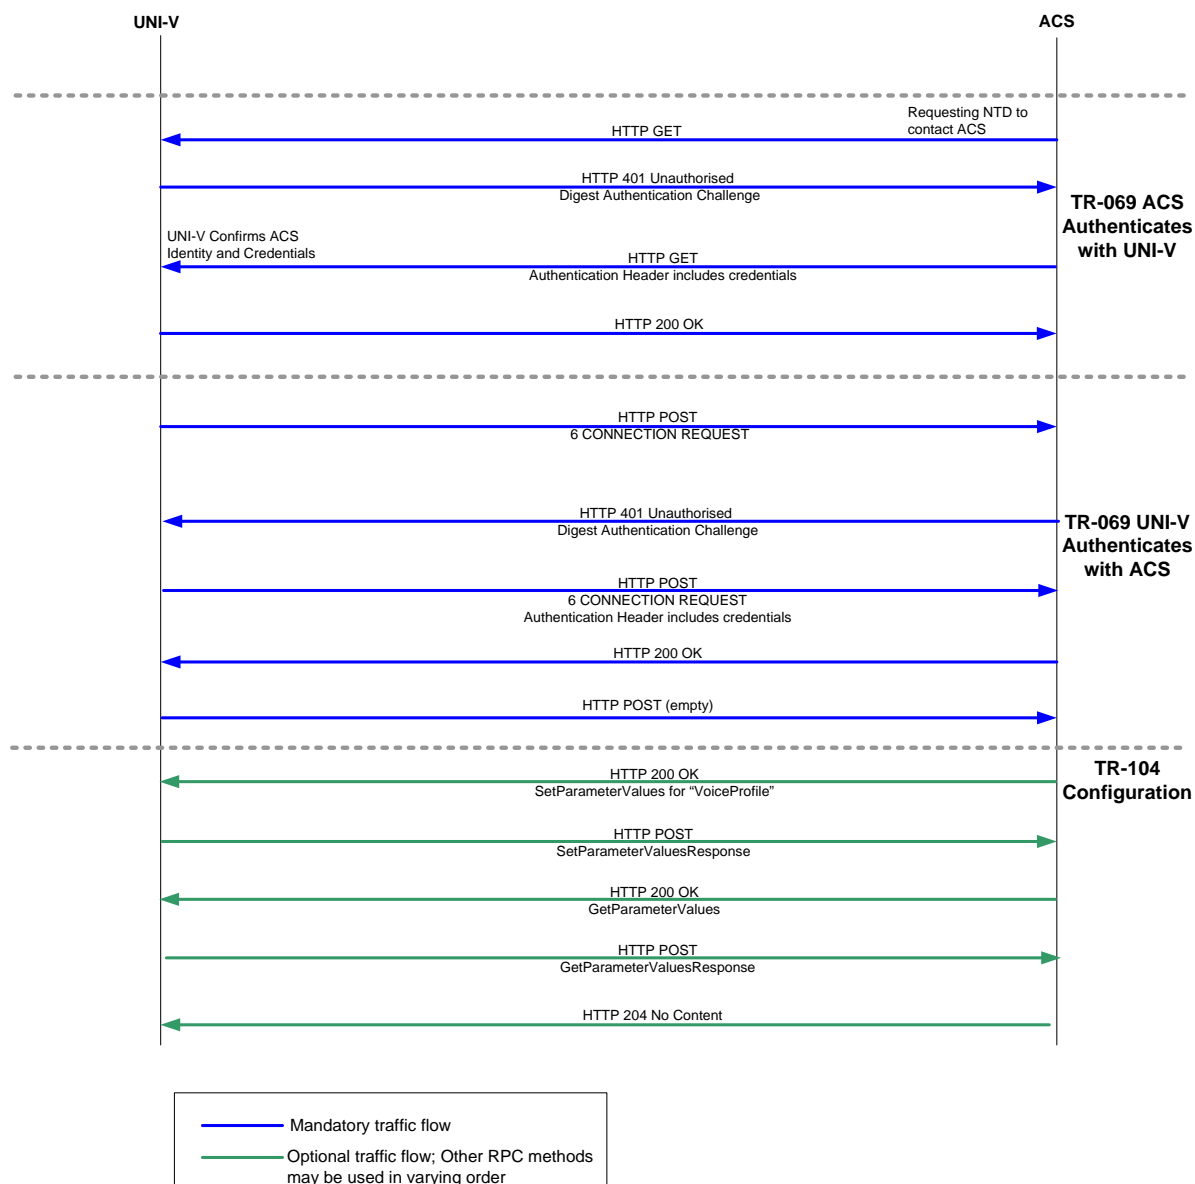 UNI-V
ACS
Requesting NTD to
contact ACS
HTTP GET
HTTP 401 Unauthorised
Digest Authentication Challenge
TR-069 ACS
Authenticates
with UNI-V
UNI-V Confirms ACS
Identity and Credentials
HTTP GET
Authentication Header includes credentials
HTTP 200 OK
HTTP POST
6 CONNECTION REQUEST
HTTP 401 Unauthorised
Digest Authentication Challenge
TR-069 UNI-V
Authenticates
with ACS
HTTP POST
6 CONNECTION REQUEST
Authentication Header includes credentials
HTTP 200 OK
HTTP POST (empty)
TR-104
Configuration
HTTP 200 OK
SetParameterValues for “VoiceProfile”
HTTP POST
SetParameterValuesResponse
HTTP 200 OK
GetParameterValues
HTTP POST
GetParameterValuesResponse
HTTP 204 No Content
Mandatory traffic flow
Optional traffic flow; Other RPC methods
may be used in varying order